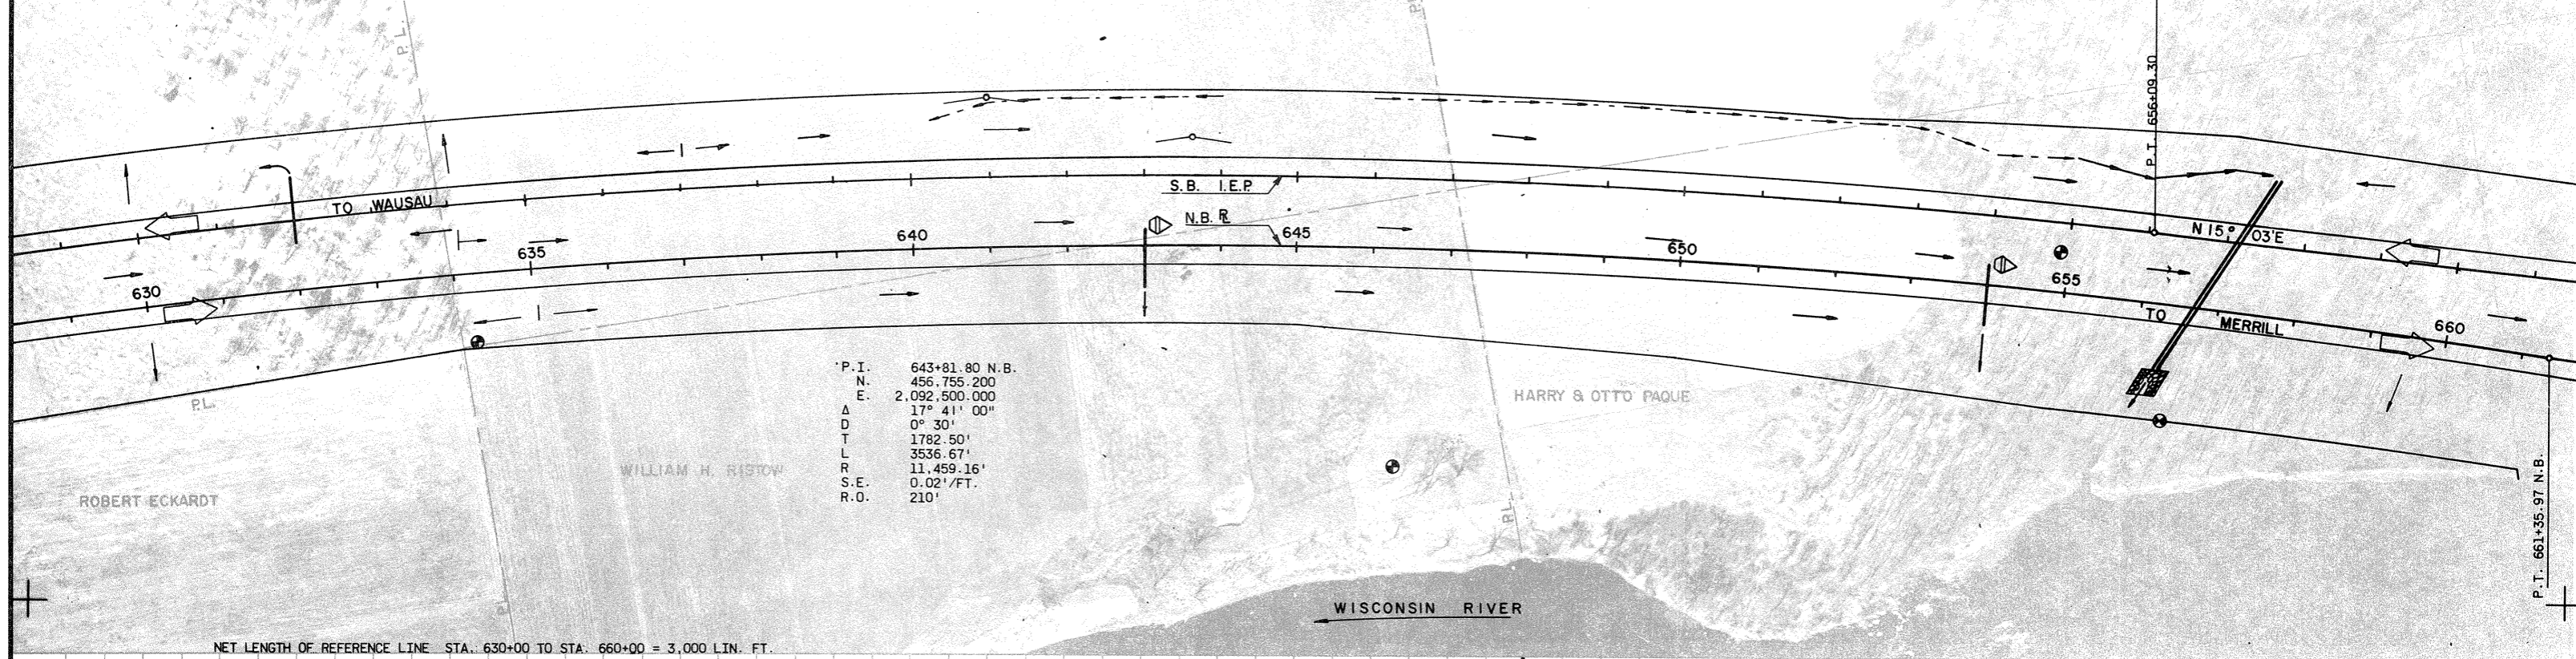 P.L.
P.L.
P.T. 656+09.30
TO WAUSAU
S.B. I.E.P.
N.B. RL
630
635
640
645
650
655
660
N 15° 03'E
TO MERRILL
P.L.
P.I. 643+81.80 N.B.
N. 456,755.200
E. 2,092,500.000
Δ 17° 41' 00"
D 0° 30'
T 1782.50'
L 3536.67'
R 11,459.16'
S.E. 0.02'/FT.
R.O. 210'
HARRY & OTTO PAQUE
WILLIAM H. RISTOW
ROBERT ECKARDT
P.L.
P.L.
P.T. 661+35.97 N.B.
WISCONSIN RIVER
NET LENGTH OF REFERENCE LINE STA. 630+00 TO STA. 660+00 = 3,000 LIN. FT.